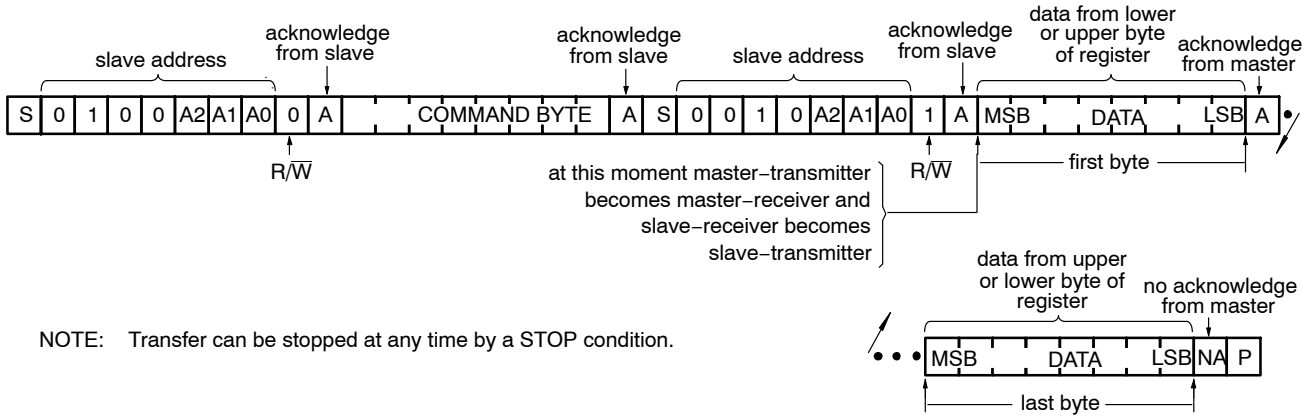 acknowledge
from slave
slave address
acknowledge
from slave
slave address
acknowledge
from slave
data from lower
or upper byte
of register
acknowledge
from master
S 0 1 0 0 A2 A1 A0 0 A COMMAND BYTE A S 0 0 1 0 A2 A1 A0 1 A MSB DATA LSB A
R/W̅
at this moment master−transmitter
becomes master−receiver and
slave−receiver becomes
slave−transmitter
R/W̅
first byte
data from upper
or lower byte of
register
no acknowledge
from master
NOTE: Transfer can be stopped at any time by a STOP condition.
MSB DATA LSB NA P
last byte